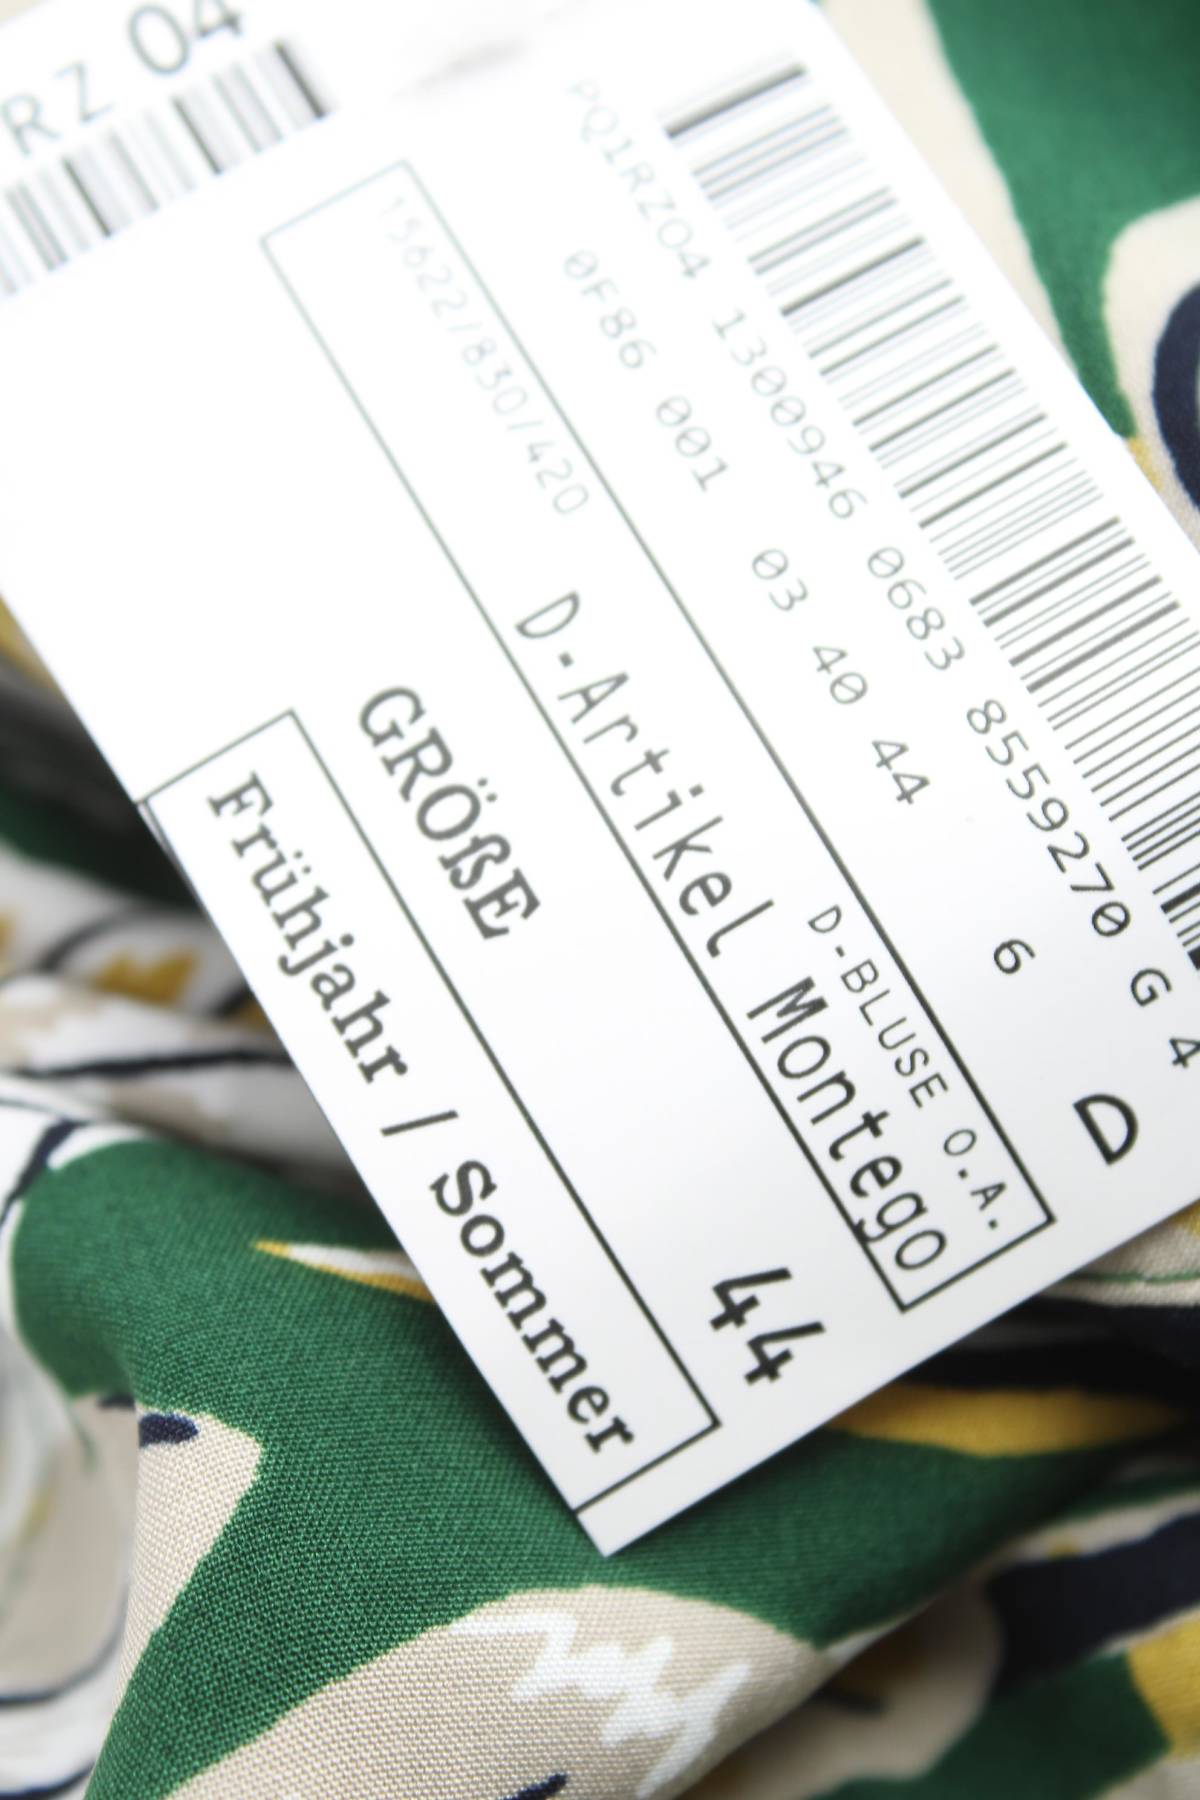 RZ 04
PQ1RZO4 1300946 0683 8559270 G 4
0F86 001 03 40 44 6 D
D-BLUSE O.A.
15622/830/420 D-Artikel Montego
GRÖßE 44
Frühjahr / Sommer